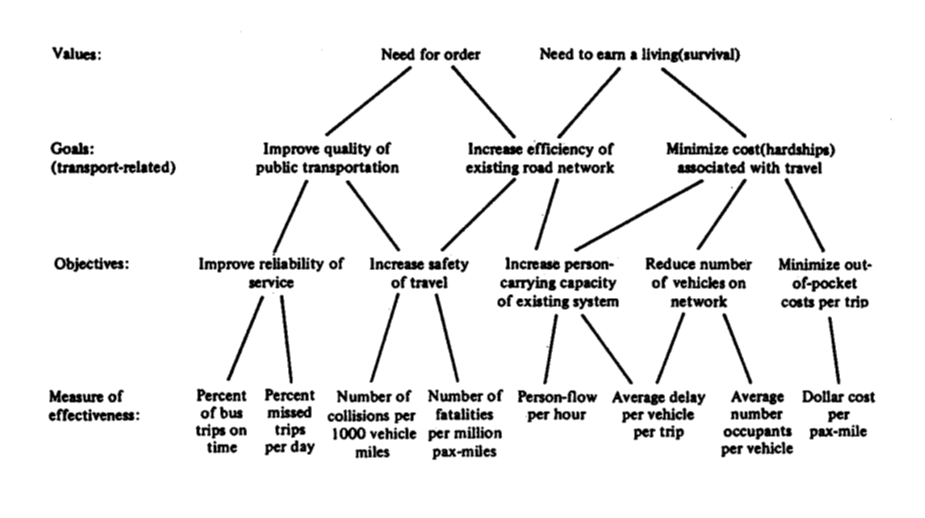 Values:
Need for order
Need to earn a living(survival)
Goals:
(transport-related)
Improve quality of
public transportation
Increase efficiency of
existing road network
Minimize cost(hardships)
associated with travel
Objectives:
Improve reliability of
service
Increase safety
of travel
Increase person-
carrying capacity
of existing system
Reduce number
of vehicles on
network
Minimize out-
of-pocket
costs per trip
Measure of
effectiveness:
Percent
of bus
trips on
time
Percent
missed
trips
per day
Number of
collisions per
1000 vehicle
miles
Number of
fatalities
per million
pax-miles
Person-flow
per hour
Average delay
per vehicle
per trip
Average
number
occupants
per vehicle
Dollar cost
per
pax-mile